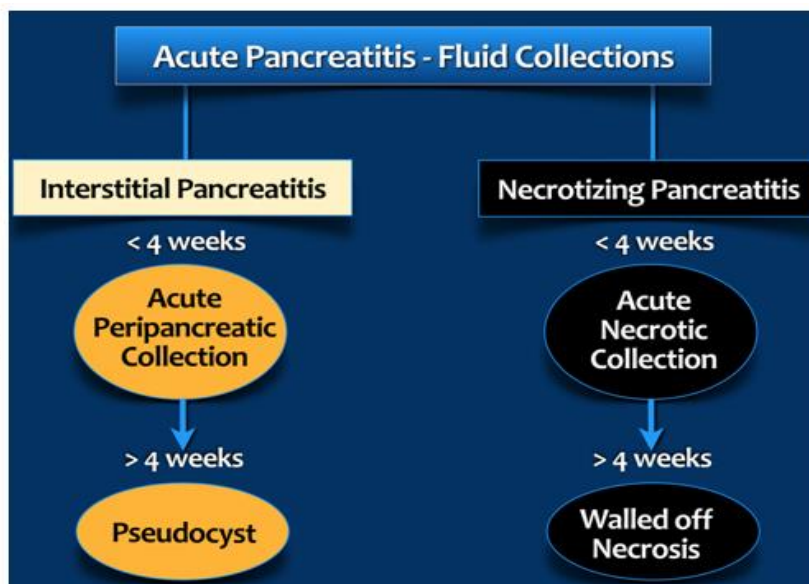 Acute Pancreatitis - Fluid Collections
Interstitial Pancreatitis
< 4 weeks
Acute
Peripancreatic
Collection
> 4 weeks
Pseudocyst
Necrotizing Pancreatitis
< 4 weeks
Acute
Necrotic
Collection
> 4 weeks
Walled off
Necrosis